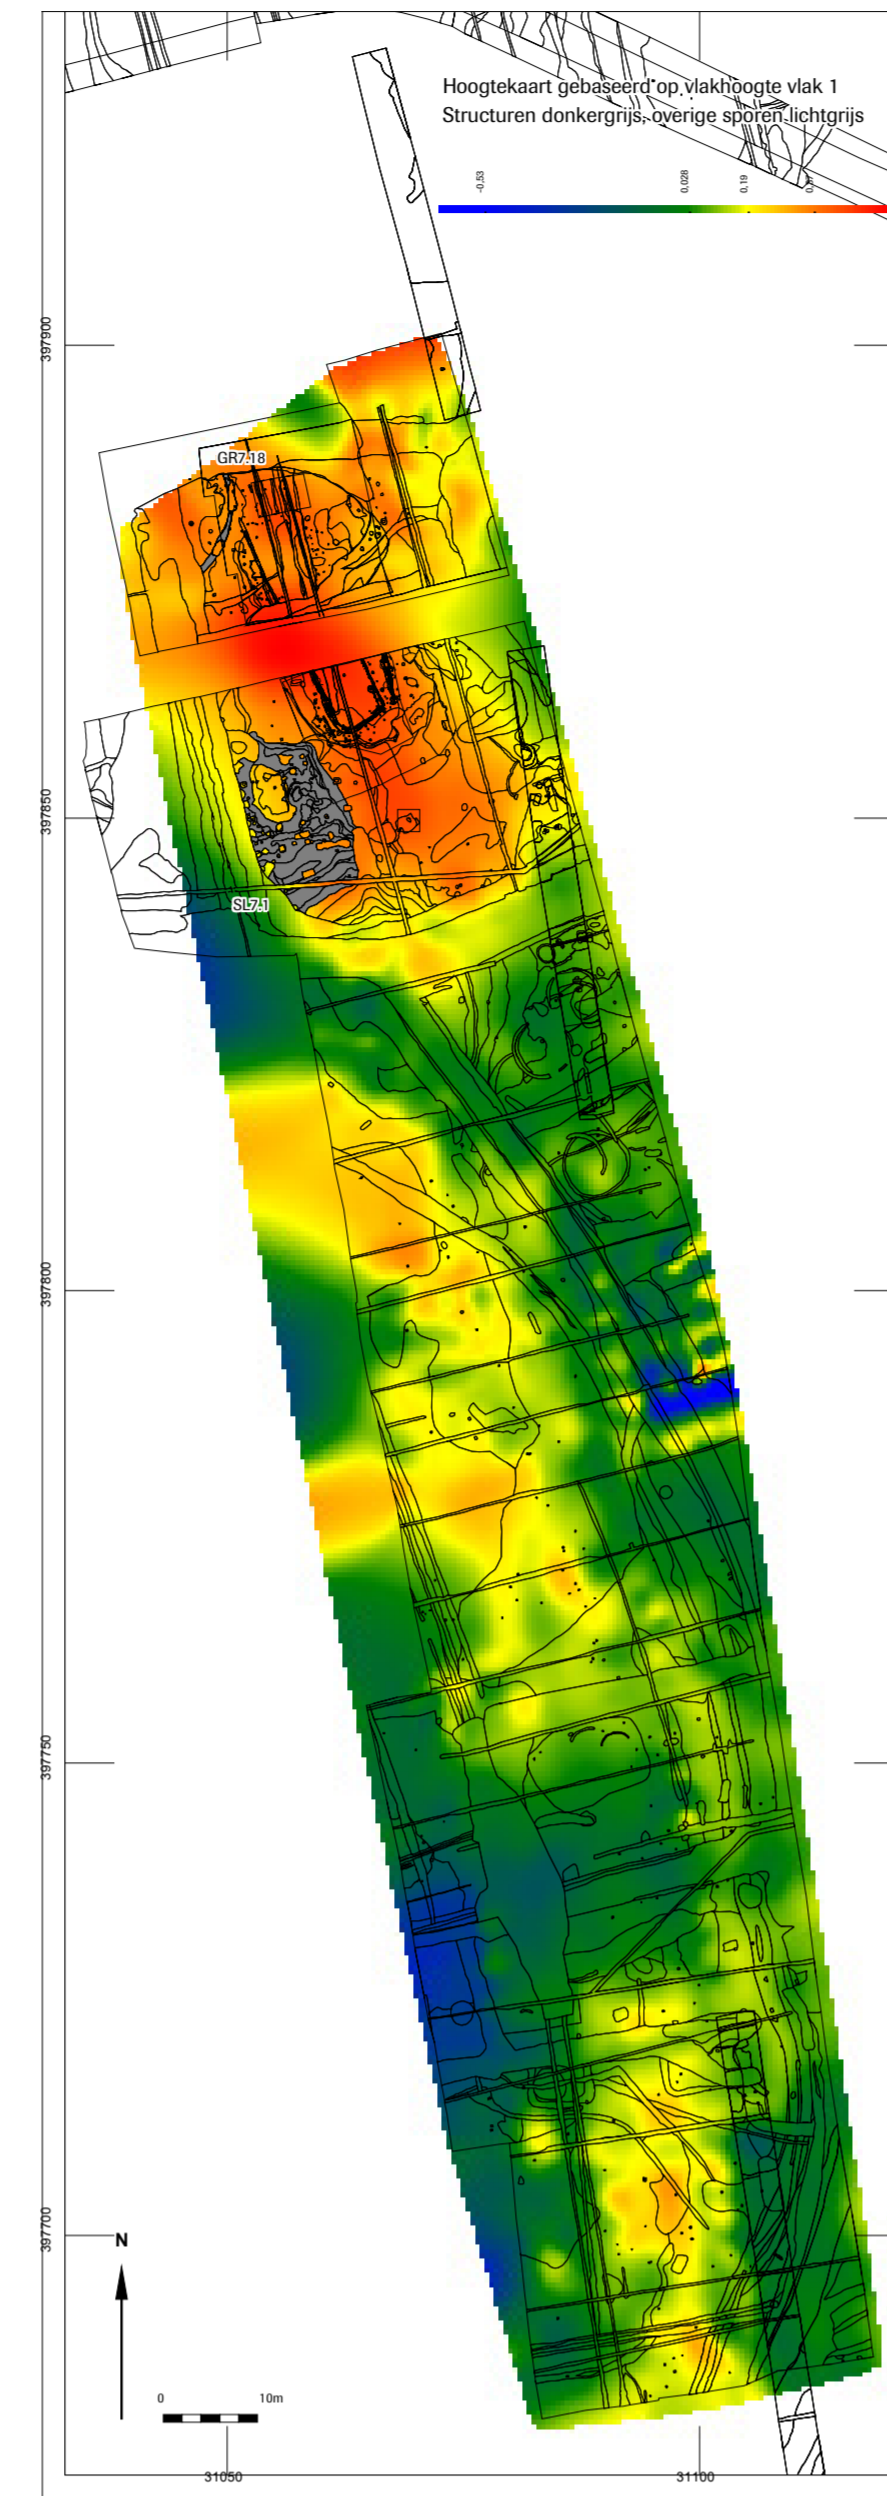 Hoogtekaart gebaseerd op vlakhoogte vlak 1
Structuren donkergrijs, overige sporen lichtgrijs
-0,53
0,028
0,19
397900
GR7.18
397850
SL7.1
397800
397750
397700
N
0 10m
31050 31100